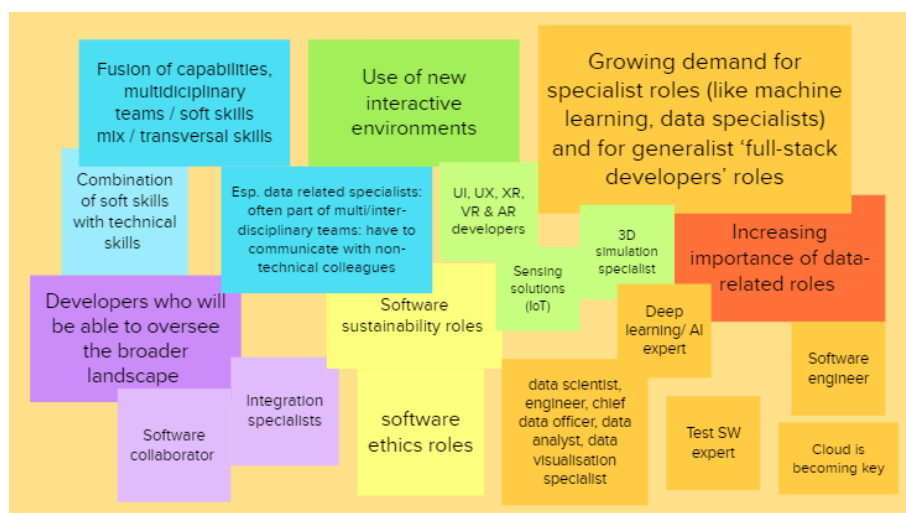 Fusion of capabilities,
multidiciplinary
teams / soft skills
mix / transversal skills
Use of new
interactive
environments
Growing demand for
specialist roles (like machine
learning, data specialists)
and for generalist ‘full-stack
developers’ roles
Combination
of soft skills
with technical
skills
Esp. data related specialists:
often part of multi/inter-
disciplinary teams: have to
communicate with non-
technical colleagues
UI, UX, XR,
VR & AR
developers
3D
simulation
specialist
Increasing
importance of data-
related roles
Sensing
solutions
(IoT)
Developers who will
be able to oversee
the broader
landscape
Software
sustainability roles
Deep
learning/ AI
expert
Software
engineer
Integration
specialists
Software
collaborator
software
ethics roles
data scientist,
engineer, chief
data officer, data
analyst, data
visualisation
specialist
Test SW
expert
Cloud is
becoming key